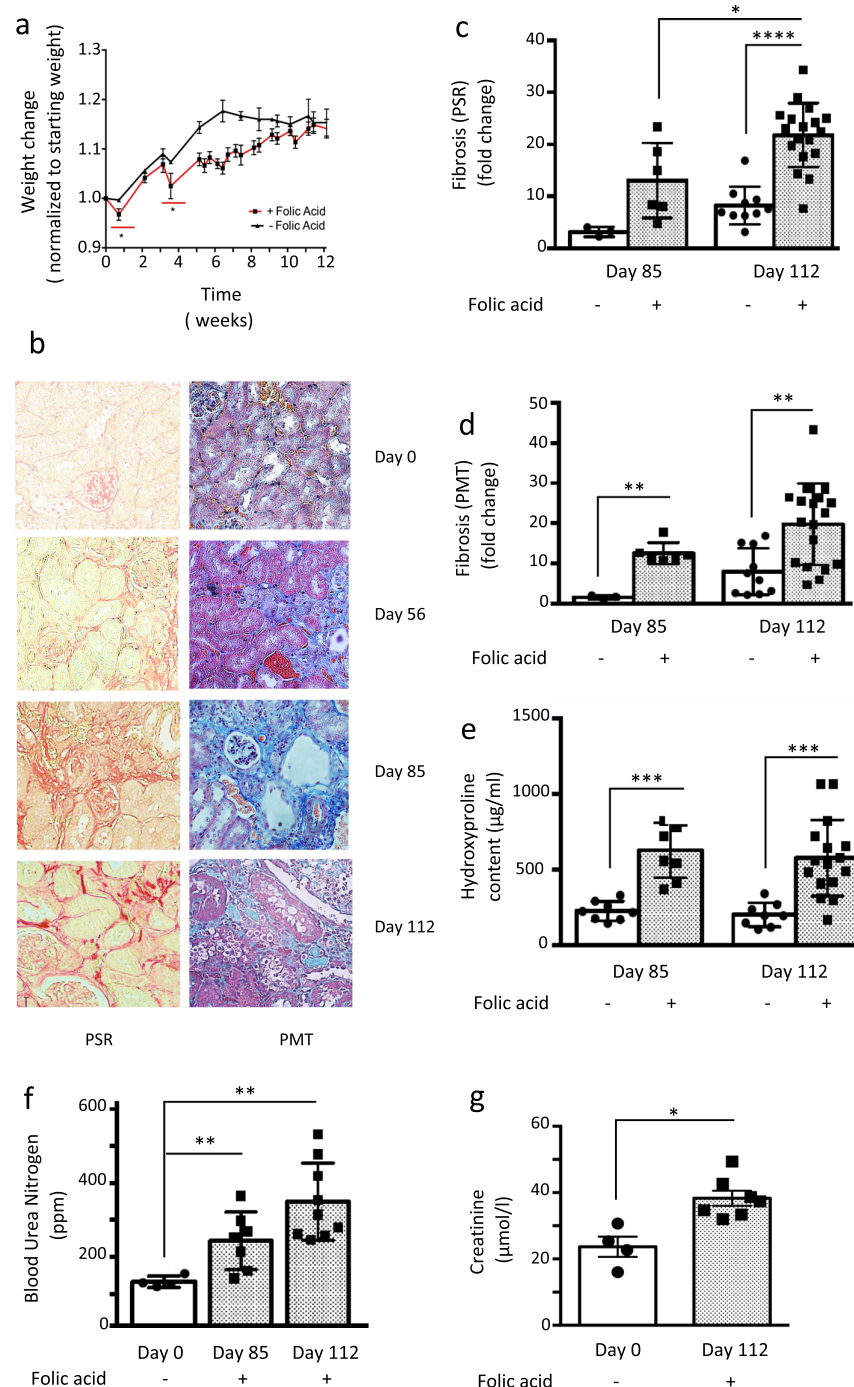 a
Weight change
( normalized to starting weight)
1.3
1.2
1.1
1.0
0.9
*
*
+ Folic Acid
- Folic Acid
0 2 4 6 8 10 12
Time
( weeks)
b
Day 0
Day 56
Day 85
Day 112
PSR PMT
c
Fibrosis (PSR)
(fold change)
40
30
20
10
0
*
****
Day 85 Day 112
Folic acid - + - +
d
Fibrosis (PMT)
(fold change)
50
40
30
20
10
0
**
**
Day 85 Day 112
Folic acid - + - +
e
Hydroxyproline
content (µg/ml)
1500
1000
500
0
***
***
Day 85 Day 112
Folic acid - + - +
f
Blood Urea Nitrogen
(ppm)
600
400
200
0
**
**
Day 0 Day 85 Day 112
Folic acid - + +
g
Creatinine
(µmol/l)
60
40
20
0
*
Day 0 Day 112
Folic acid - +